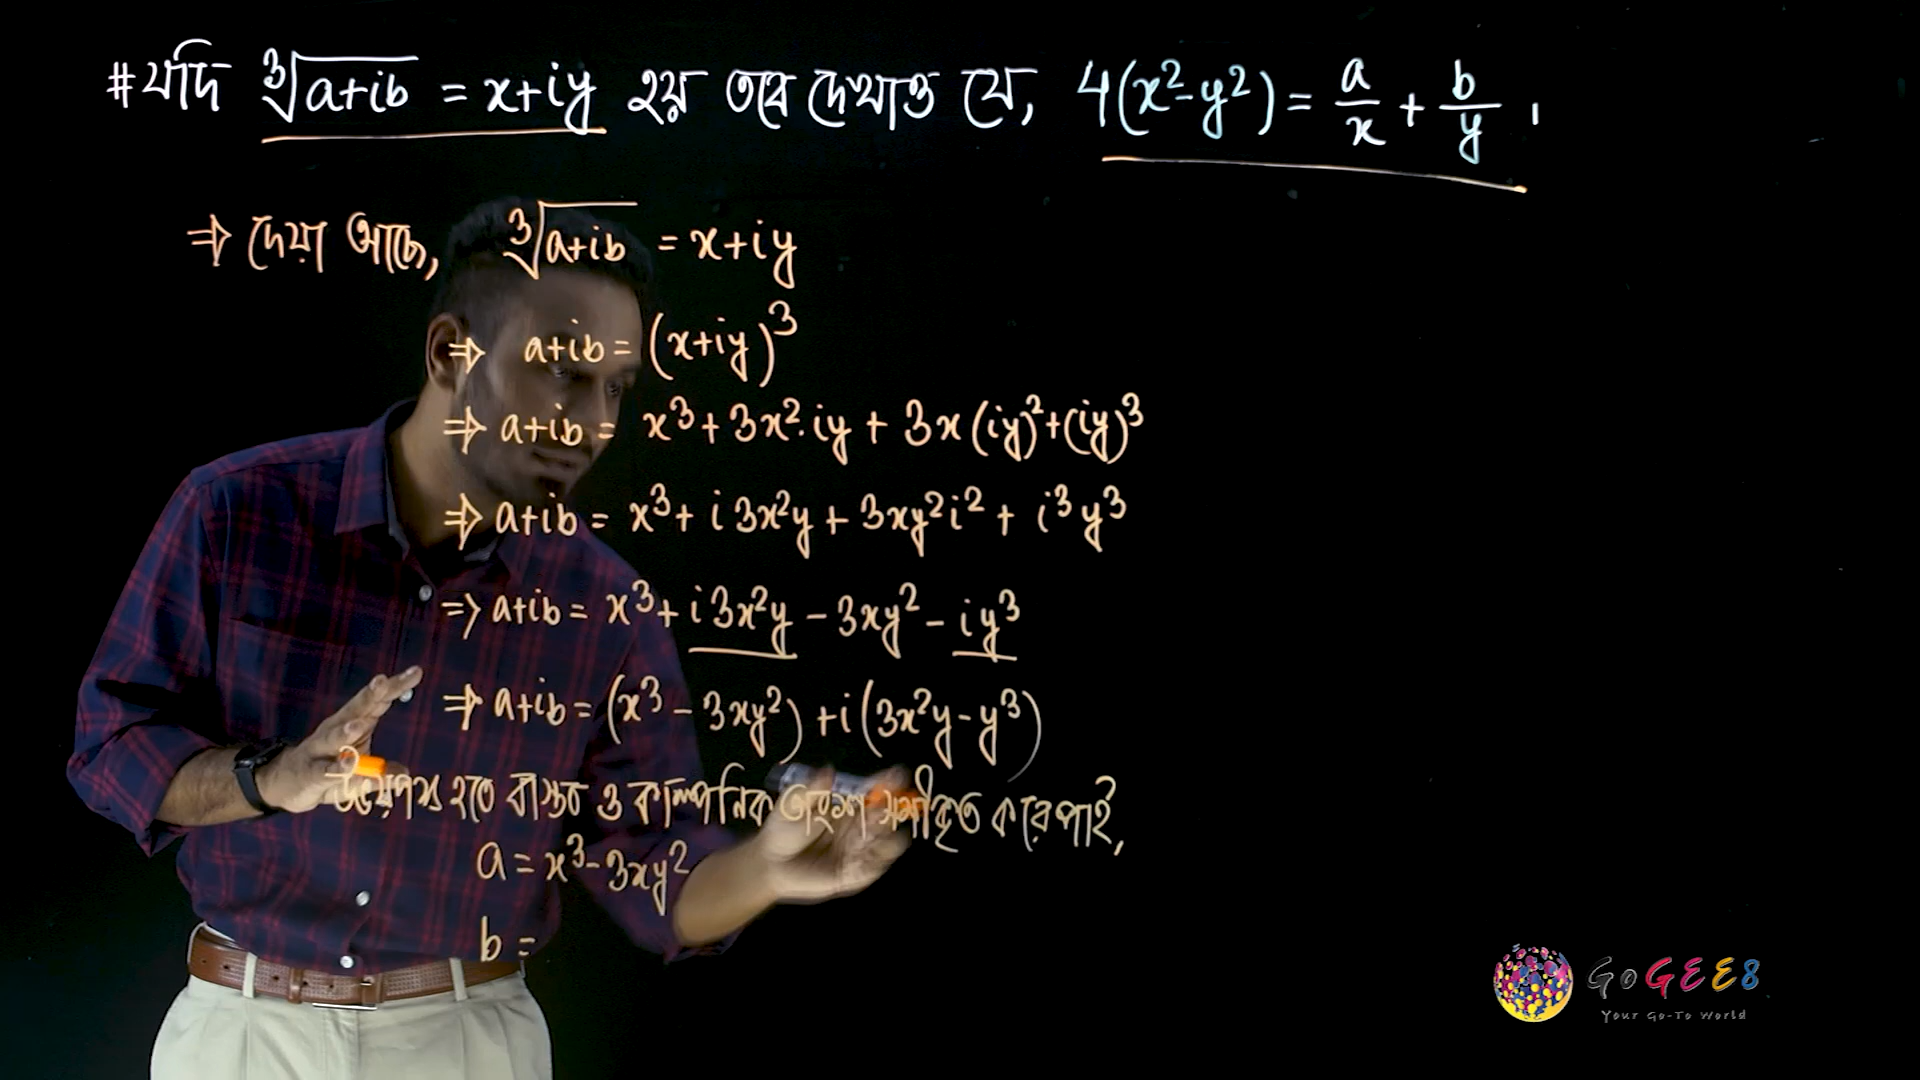 # যদি ∛(a+ib) = x+iy হয় তবে দেখাও যে, 4(x²-y²) = a/x + b/y ।
⇒ দেয়া আছে, ∛(a+ib) = x+iy
⇒ a+ib = (x+iy)³
⇒ a+ib = x³+3x².iy + 3x(iy)²+(iy)³
⇒ a+ib = x³+ i3x²y + 3xy²i² + i³y³
⇒ a+ib = x³+ i3x²y - 3xy² - iy³
⇒ a+ib = (x³ - 3xy²) +i(3x²y-y³)
উভয়পক্ষ হতে বাস্তব ও কাল্পনিক অংশ সমীকৃত করে পাই,
a = x³-3xy²
b =
GoGEE8
Your Go-To World